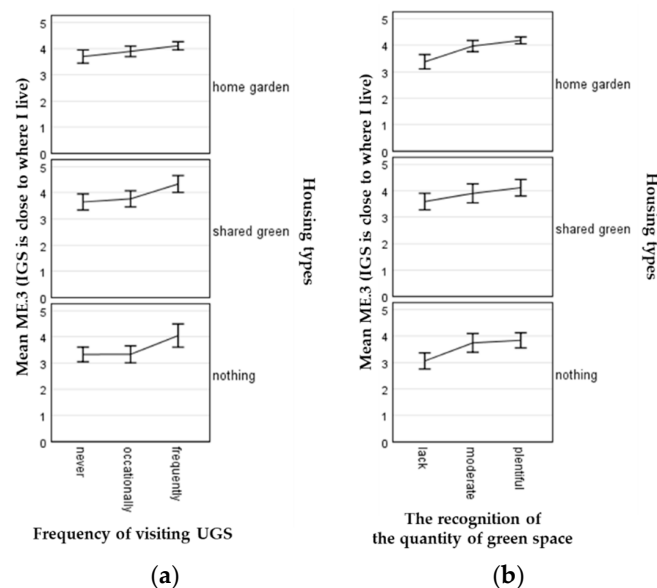 Mean ME.3 (IGS is close to where I live)
5
4
3
2
1
0
home garden
5
4
3
2
1
0
shared green
5
4
3
2
1
0
nothing
Housing types
never
occationally
frequently
Frequency of visiting UGS
(a)
Mean ME.3 (IGS is close to where I live)
5
4
3
2
1
0
home garden
5
4
3
2
1
0
shared green
5
4
3
2
1
0
nothing
Housing types
lack
moderate
plentiful
The recognition of
the quantity of green space
(b)